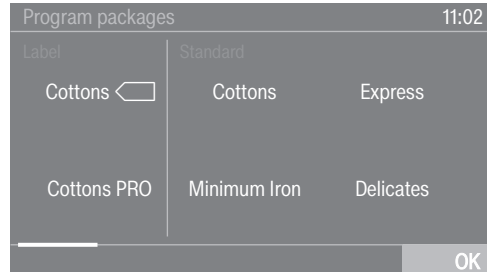 Program packages 11:02
Label Standard
Cottons Cottons Express
Cottons PRO Minimum Iron Delicates
OK